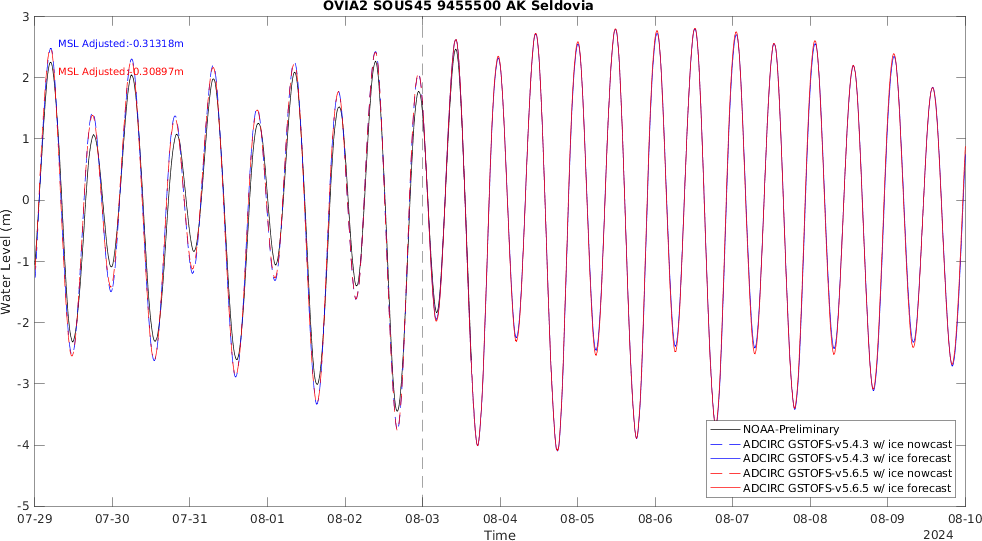 OVIA2 SOUS45 9455500 AK Seldovia
MSL Adjusted:-0.31318m
MSL Adjusted:-0.30897m
Water Level (m)
3
2
1
0
-1
-2
-3
-4
-5
NOAA-Preliminary
ADCIRC GSTOFS-v5.4.3 w/ ice nowcast
ADCIRC GSTOFS-v5.4.3 w/ ice forecast
ADCIRC GSTOFS-v5.6.5 w/ ice nowcast
ADCIRC GSTOFS-v5.6.5 w/ ice forecast
07-29 07-30 07-31 08-01 08-02 08-03 08-04 08-05 08-06 08-07 08-08 08-09 08-10
Time
2024